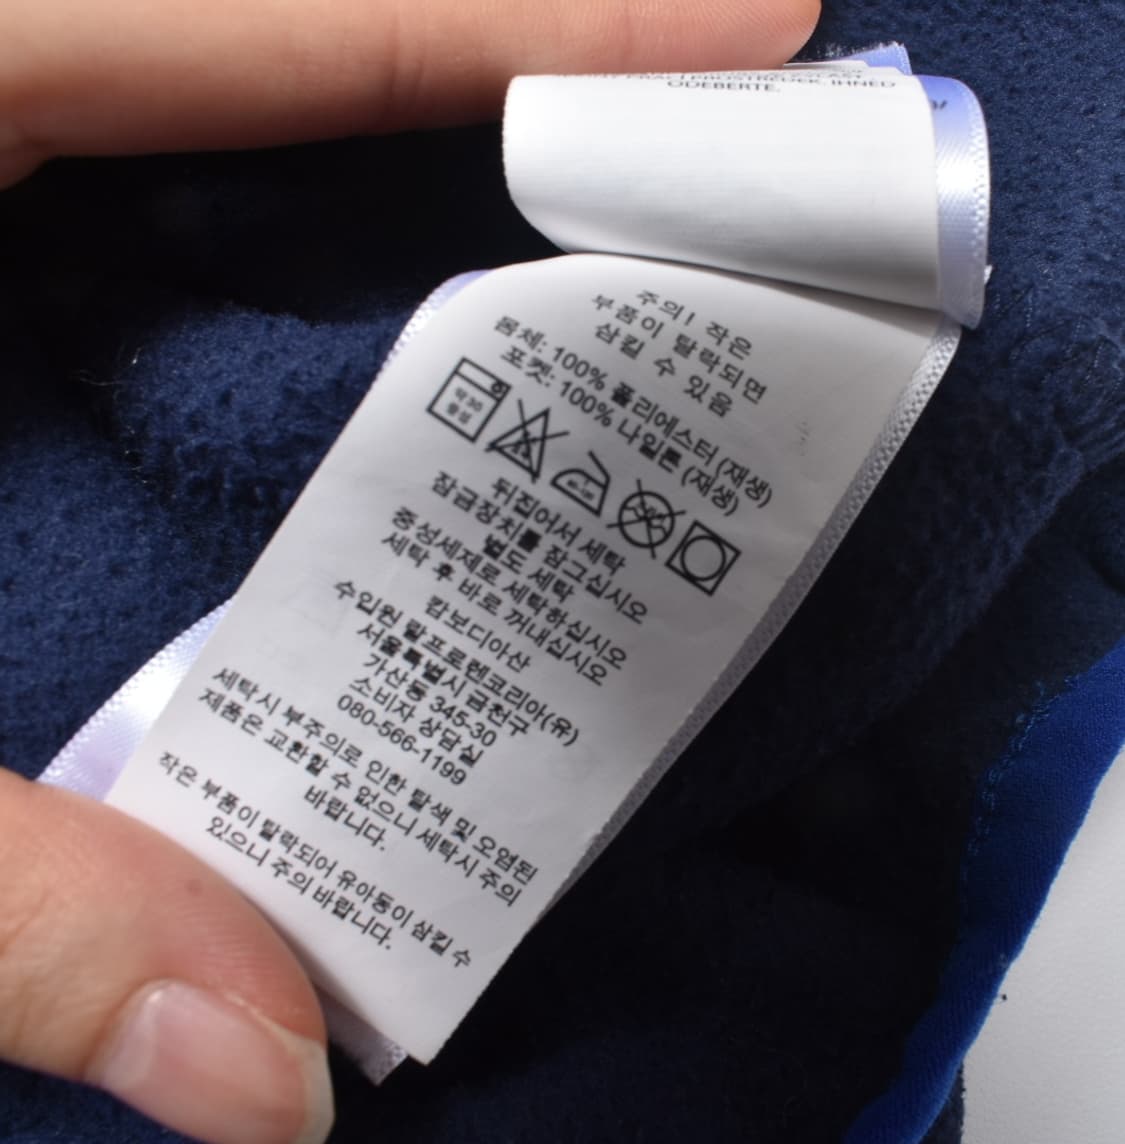 ODEBERTE.
주의! 작은
부품이 탈락되면
삼킬 수 있음
몸체: 100% 폴리에스터 (재생)
포켓: 100% 나일론 (재생)
뒤집어서 세탁
잠금장치를 잠그십시오
별도 세탁
중성세제로 세탁하십시오
세탁 후 바로 꺼내십시오
캄보디아산
수입원 랄프로렌코리아(유)
서울특별시 금천구
가산동 345-30
소비자 상담실
080-566-1199
세탁시 부주의로 인한 탈색 및 오염된
제품은 교환할 수 없으니 세탁시 주의
바랍니다.
작은 부품이 탈락되어 유아동이 삼킬 수
있으니 주의 바랍니다.